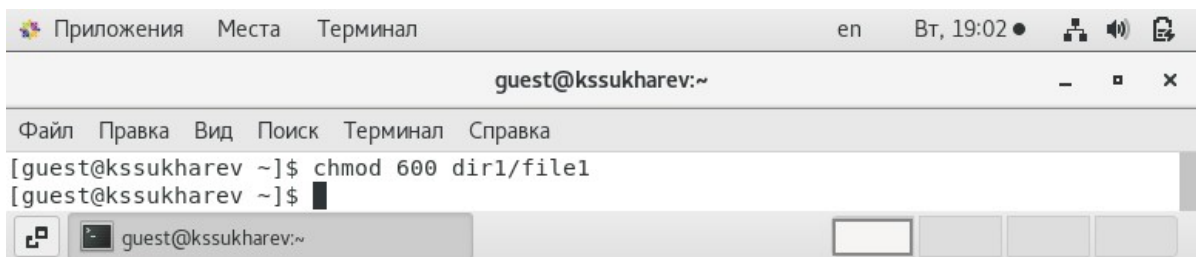 Приложения Места Терминал en Вт, 19:02
guest@kssukharev:~
Файл Правка Вид Поиск Терминал Справка
[guest@kssukharev ~]$ chmod 600 dir1/file1
[guest@kssukharev ~]$
guest@kssukharev:~